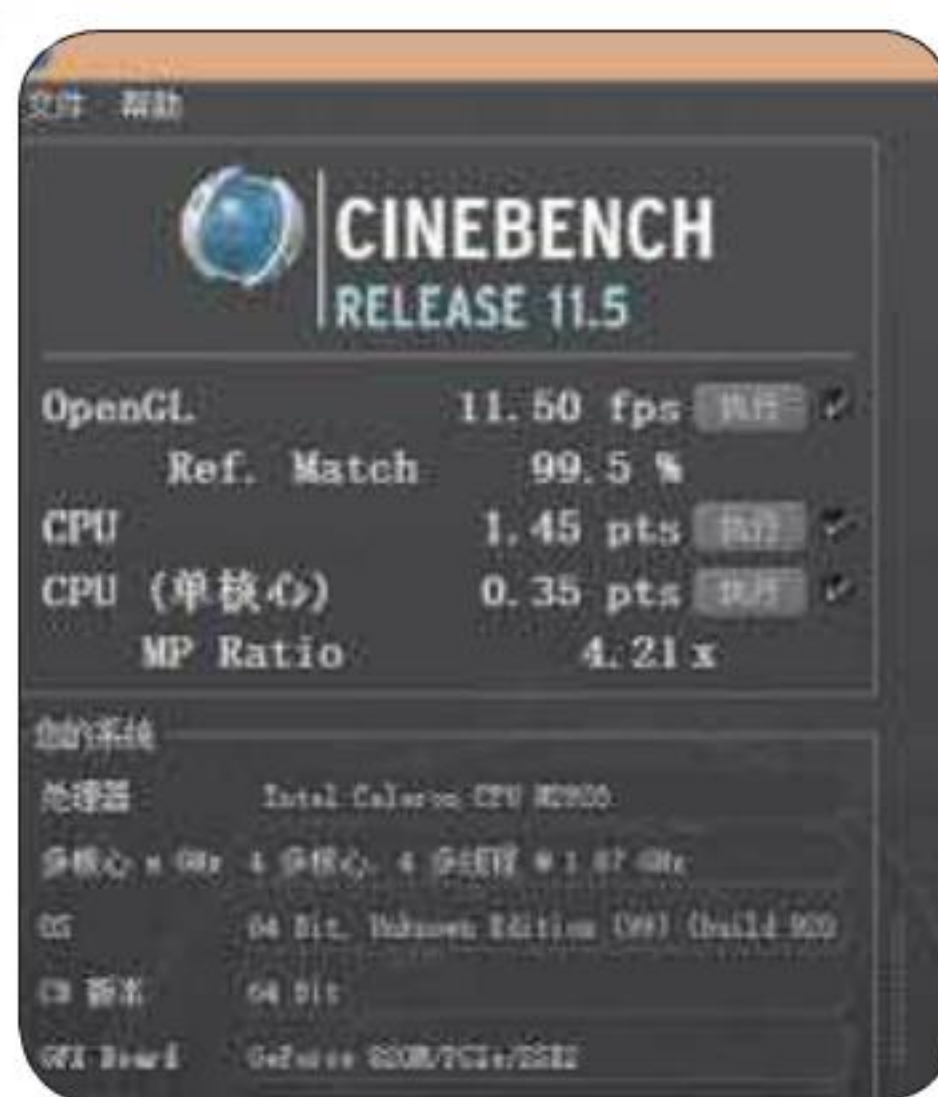 文件 帮助
CINEBENCH
RELEASE 11.5
OpenGL 11.50 fps 执行
Ref. Match 99.5 %
CPU 1.45 pts 执行
CPU (单核心) 0.35 pts 执行
MP Ratio 4.21 x
您的系统
处理器 Intel Celeron CPU
多核心 x GHz 4 多核心, 4 多线程 @ 1.87 GHz
OS 64 Bit, Unknown Edition (build
CB 版本 64 Bit
GFX Board GeForce 820M/PCIe/SSE2